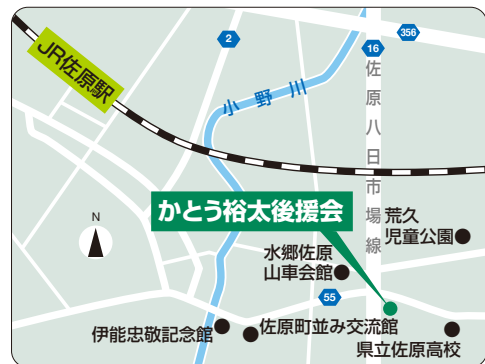 2
356
16
JR佐原駅
小野川
佐原八日市場線
かとう裕太後援会
荒久
児童公園
N
水郷佐原
山車会館
55
伊能忠敬記念館
佐原町並み交流館
県立佐原高校